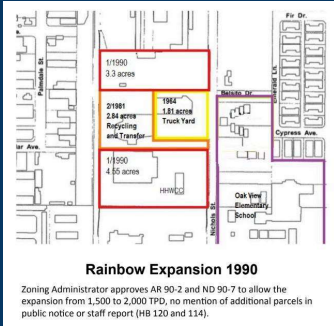 Fir Dr.
Palmdale St.
1/1990
3.3 acres
Emerald Ln.
Belsito Dr.
2/1981
2.84 acres
Recycling
and Transfer
1964
1.81 acres
Truck Yard
Cypress Ave.
lar Ave.
1/1990
4.55 acres
HHWCC
Nichols St.
Oak View
Elementary
School
Rainbow Expansion 1990
Zoning Administrator approves AR 90-2 and ND 90-7 to allow the
expansion from 1,500 to 2,000 TPD, no mention of additional parcels in
public notice or staff report (HB 120 and 114).